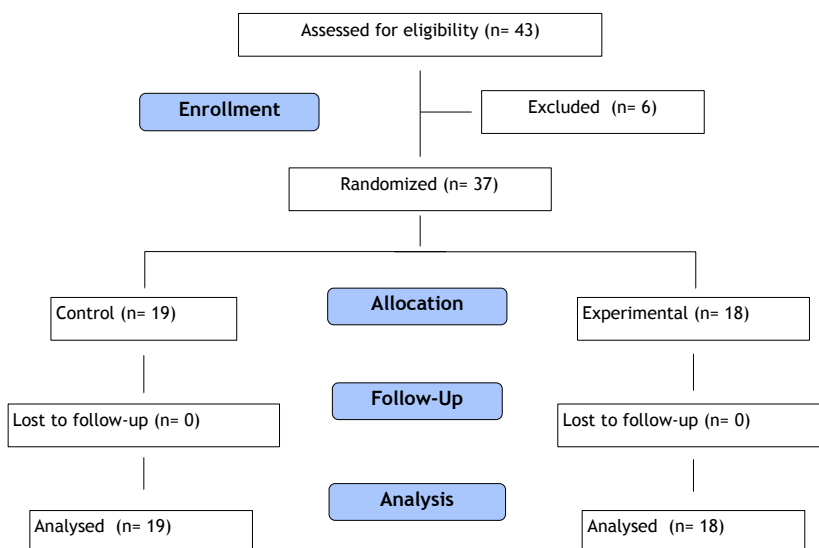 Assessed for eligibility (n= 43)
Enrollment
Excluded  (n= 6)
Randomized (n= 37)
Control (n= 19)
Allocation
Experimental (n= 18)
Lost to follow-up (n= 0)
Follow-Up
Lost to follow-up (n= 0)
Analysed  (n= 19)
Analysis
Analysed  (n= 18)